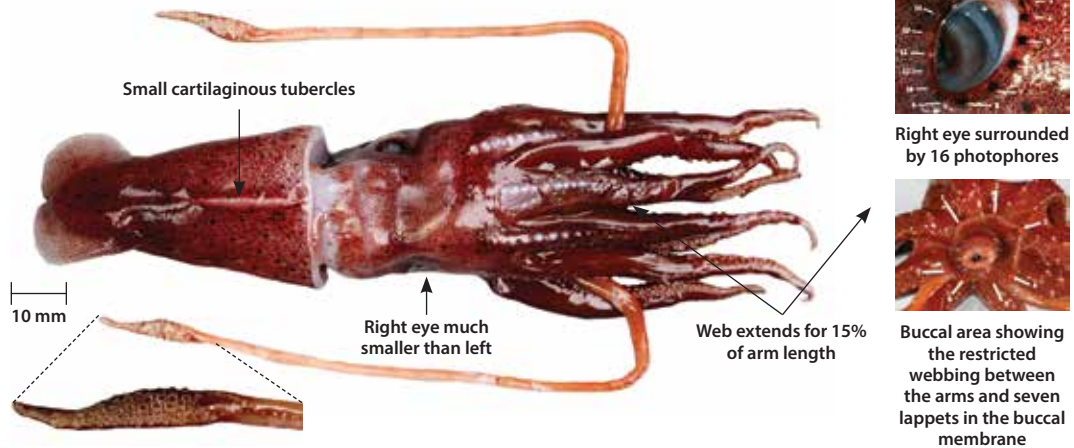 Small cartilaginous tubercles
10 mm
Right eye much
smaller than left
Web extends for 15%
of arm length
Right eye surrounded
by 16 photophores
Buccal area showing
the restricted
webbing between
the arms and seven
lappets in the buccal
membrane